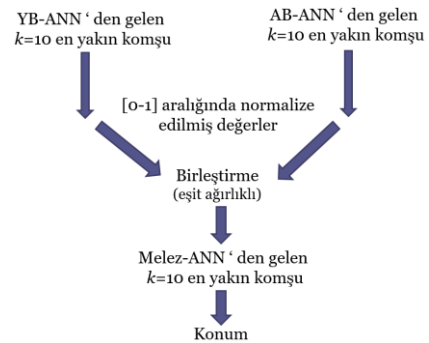 YB-ANN ‘ den gelen
k=10 en yakın komşu
AB-ANN ‘ den gelen
k=10 en yakın komşu
[0-1] aralığında normalize
edilmiş değerler
Birleştirme
(eşit ağırlıklı)
Melez-ANN ‘ den gelen
k=10 en yakın komşu
Konum